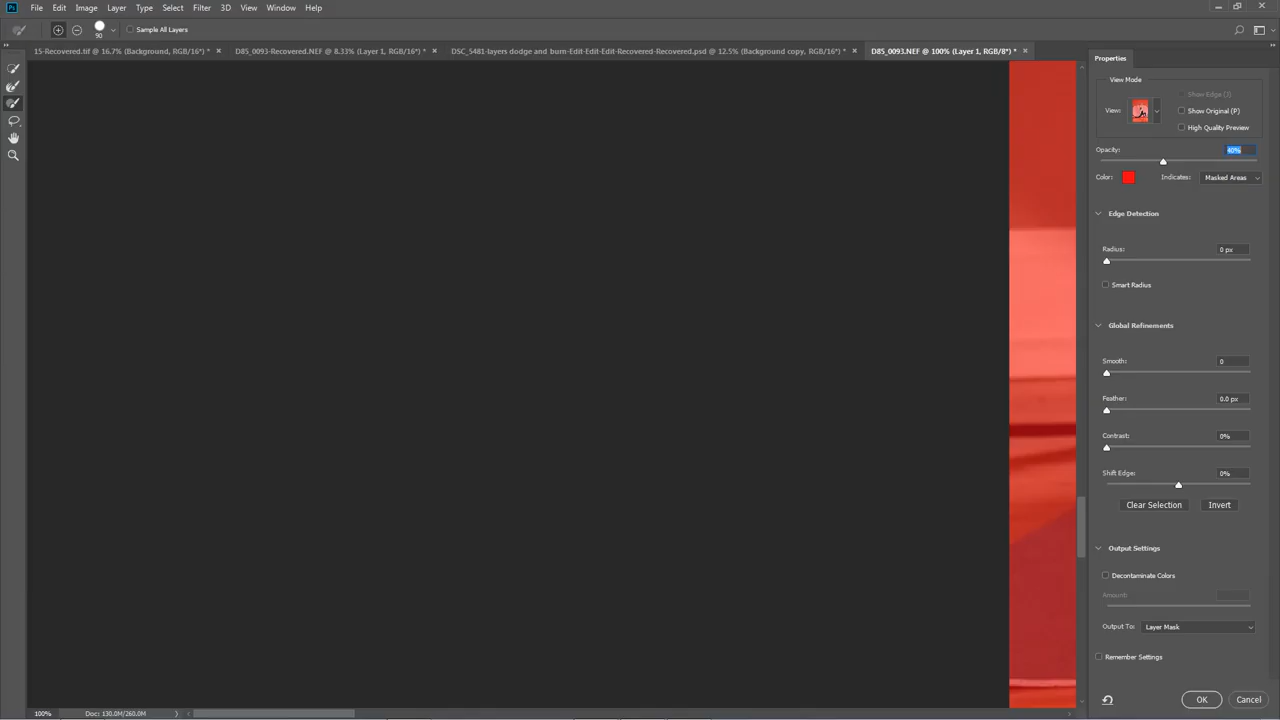 Ps File Edit Image Layer Type Select Filter 3D View Window Help
90 Sample All Layers
15-Recovered.tif @ 16.7% (Background, RGB/16*) * D85_0093-Recovered.NEF @ 8.33% (Layer 1, RGB/16*) * DSC_5481-layers dodge and burn-Edit-Edit-Edit-Recovered-Recovered.psd @ 12.5% (Background copy, RGB/16*) * D85_0093.NEF @ 100% (Layer 1, RGB/8*) *
Properties
View Mode
Show Edge (J)
View: Show Original (P)
High Quality Preview
Opacity: 40%
Color: Indicates: Masked Areas
Edge Detection
Radius: 0 px
Smart Radius
Global Refinements
Smooth: 0
Feather: 0.0 px
Contrast: 0%
Shift Edge: 0%
Clear Selection Invert
Output Settings
Decontaminate Colors
Amount:
Output To: Layer Mask
Remember Settings
OK Cancel
100% Doc: 130.0M/260.0M